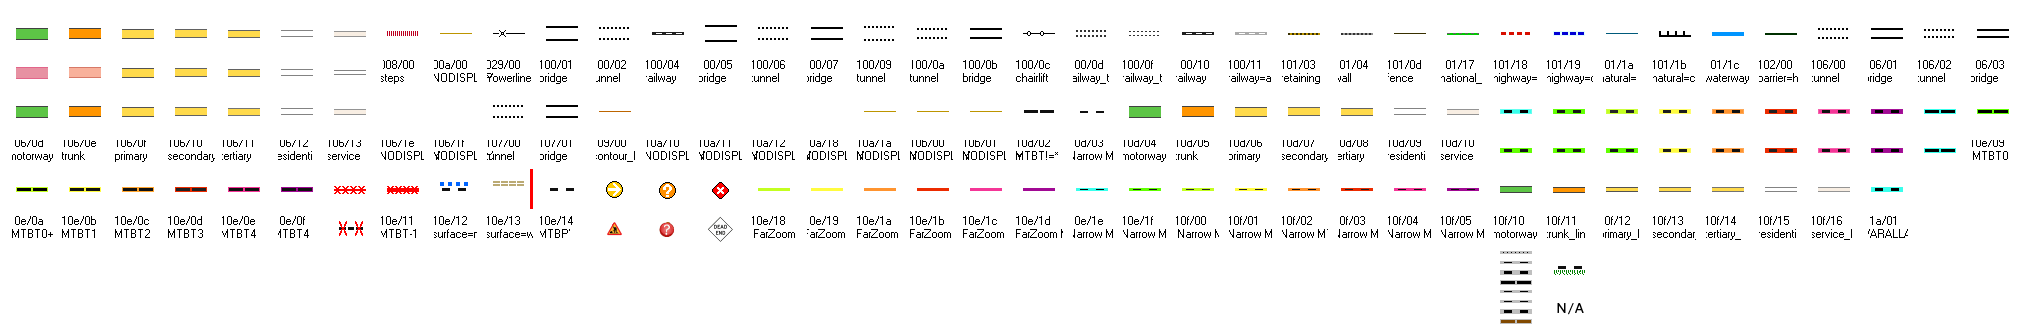 008/00 00a/00 029/00 100/01 00/02 100/04 00/05 100/06 00/07 100/09 100/0a 100/0b 100/0c 00/0d 100/0f 00/10 100/11 101/03 01/04 101/0d 01/17 101/18 101/19 01/1a 101/1b 01/1c 102/00 106/00 06/01 106/02 06/03
steps NODISPL Powerline bridge unnel railway bridge tunnel ridge tunnel tunnel bridge chairlift railway_t railway_t railway railway=a retaining wall fence national_ highway= highway=c natural= natural=c waterway barrier=h tunnel ridge tunnel bridge
06/0d 106/0e 106/0f 106/10 106/11 06/12 106/13 106/1e 106/1f 107/00 107/01 09/00 10a/10 10a/11 10a/12 0a/18 10a/1a 10b/00 10b/01 10d/02 0d/03 10d/04 10d/05 10d/06 10d/07 0d/08 10d/09 10d/10 10e/09
motorway trunk primary secondary tertiary esidenti service NODISPL NODISPL tunnel bridge contour_l NODISPL NODISPL NODISPL NODISPL NODISPL NODISPL NODISPL MTBT!=* Narrow M motorway trunk primary secondary ertiary residenti service MTBT0
0e/0a 10e/0b 10e/0c 10e/0d 10e/0e 0e/0f 10e/11 10e/12 10e/13 10e/14 DEAD END 10e/18 0e/19 10e/1a 10e/1b 10e/1c 10e/1d 0e/1e 10e/1f 10f/00 10f/01 10f/02 0f/03 10f/04 10f/05 10f/10 10f/11 0f/12 10f/13 10f/14 10f/15 10f/16 1a/01
MTBT0+ MTBT1 MTBT2 MTBT3 MTBT4 MTBT4 MTBT-1 surface=r surface=w MTBP' FarZoom FarZoom FarZoom FarZoom FarZoom FarZoom Narrow M Narrow M Narrow M Narrow M Narrow M Narrow M Narrow M Narrow M motorway trunk_lin primary_l secondar tertiary_ residenti service_l VARALLA
N/A